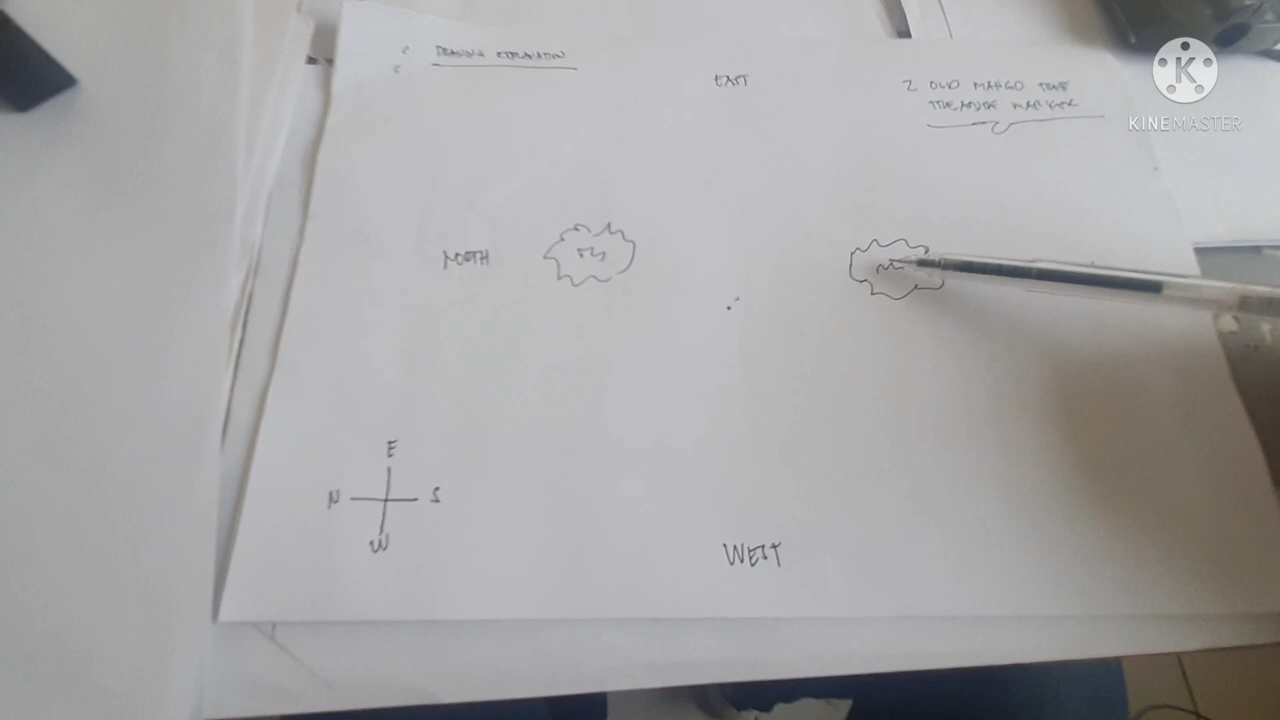 DRAWING EXPLANATION
EAST
2 OLD MANGO TREE
TREASURE MARKER
K
KINEMASTER
NORTH
M
M
E
N S
W
WEST